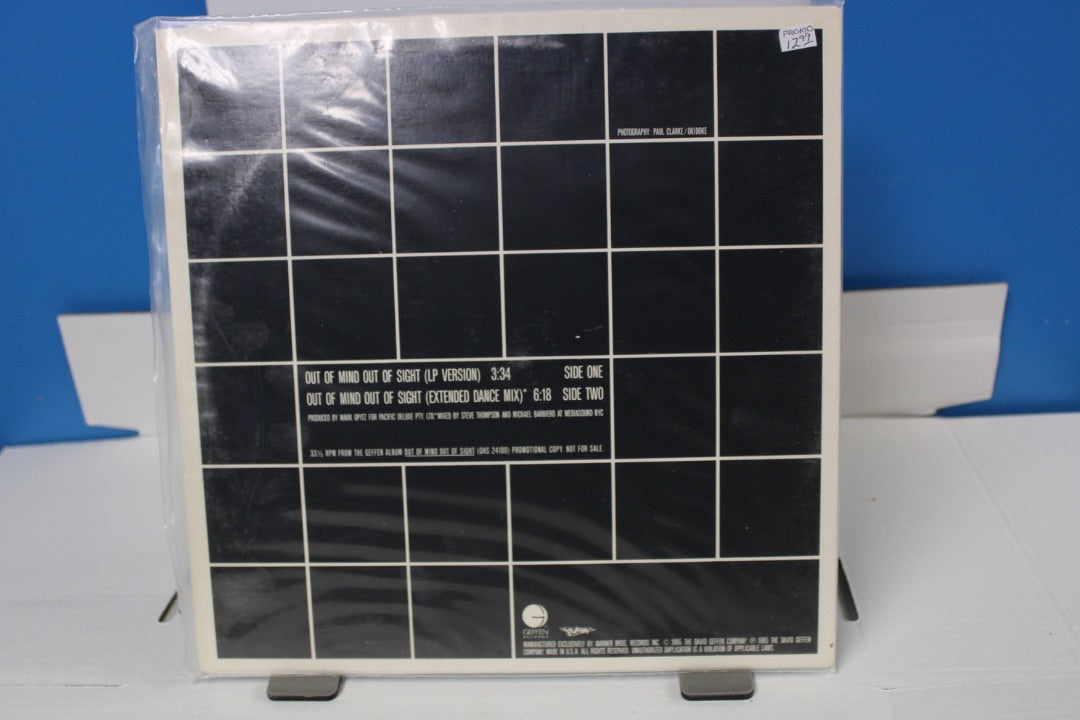 PROMO
12.99
PHOTOGRAPHY: PAUL CLARKE / OKIDOKE
OUT OF MIND OUT OF SIGHT (LP VERSION) 3:34 SIDE ONE
OUT OF MIND OUT OF SIGHT (EXTENDED DANCE MIX)* 6:18 SIDE TWO
PRODUCED BY MARK OPITZ FOR PACIFIC DELUXE PTY. LTD.*MIXED BY STEVE THOMPSON AND MICHAEL BARBIERO AT MEDIASOUND NYC
33⅓ RPM FROM THE GEFFEN ALBUM OUT OF MIND OUT OF SIGHT (GHS 24100) PROMOTIONAL COPY. NOT FOR SALE.
GEFFEN
RECORDS
MANUFACTURED EXCLUSIVELY BY WARNER BROS. RECORDS INC. © 1985 THE DAVID GEFFEN COMPANY ℗ 1985 THE DAVID GEFFEN
COMPANY. MADE IN U.S.A. ALL RIGHTS RESERVED. UNAUTHORIZED DUPLICATION IS A VIOLATION OF APPLICABLE LAWS.